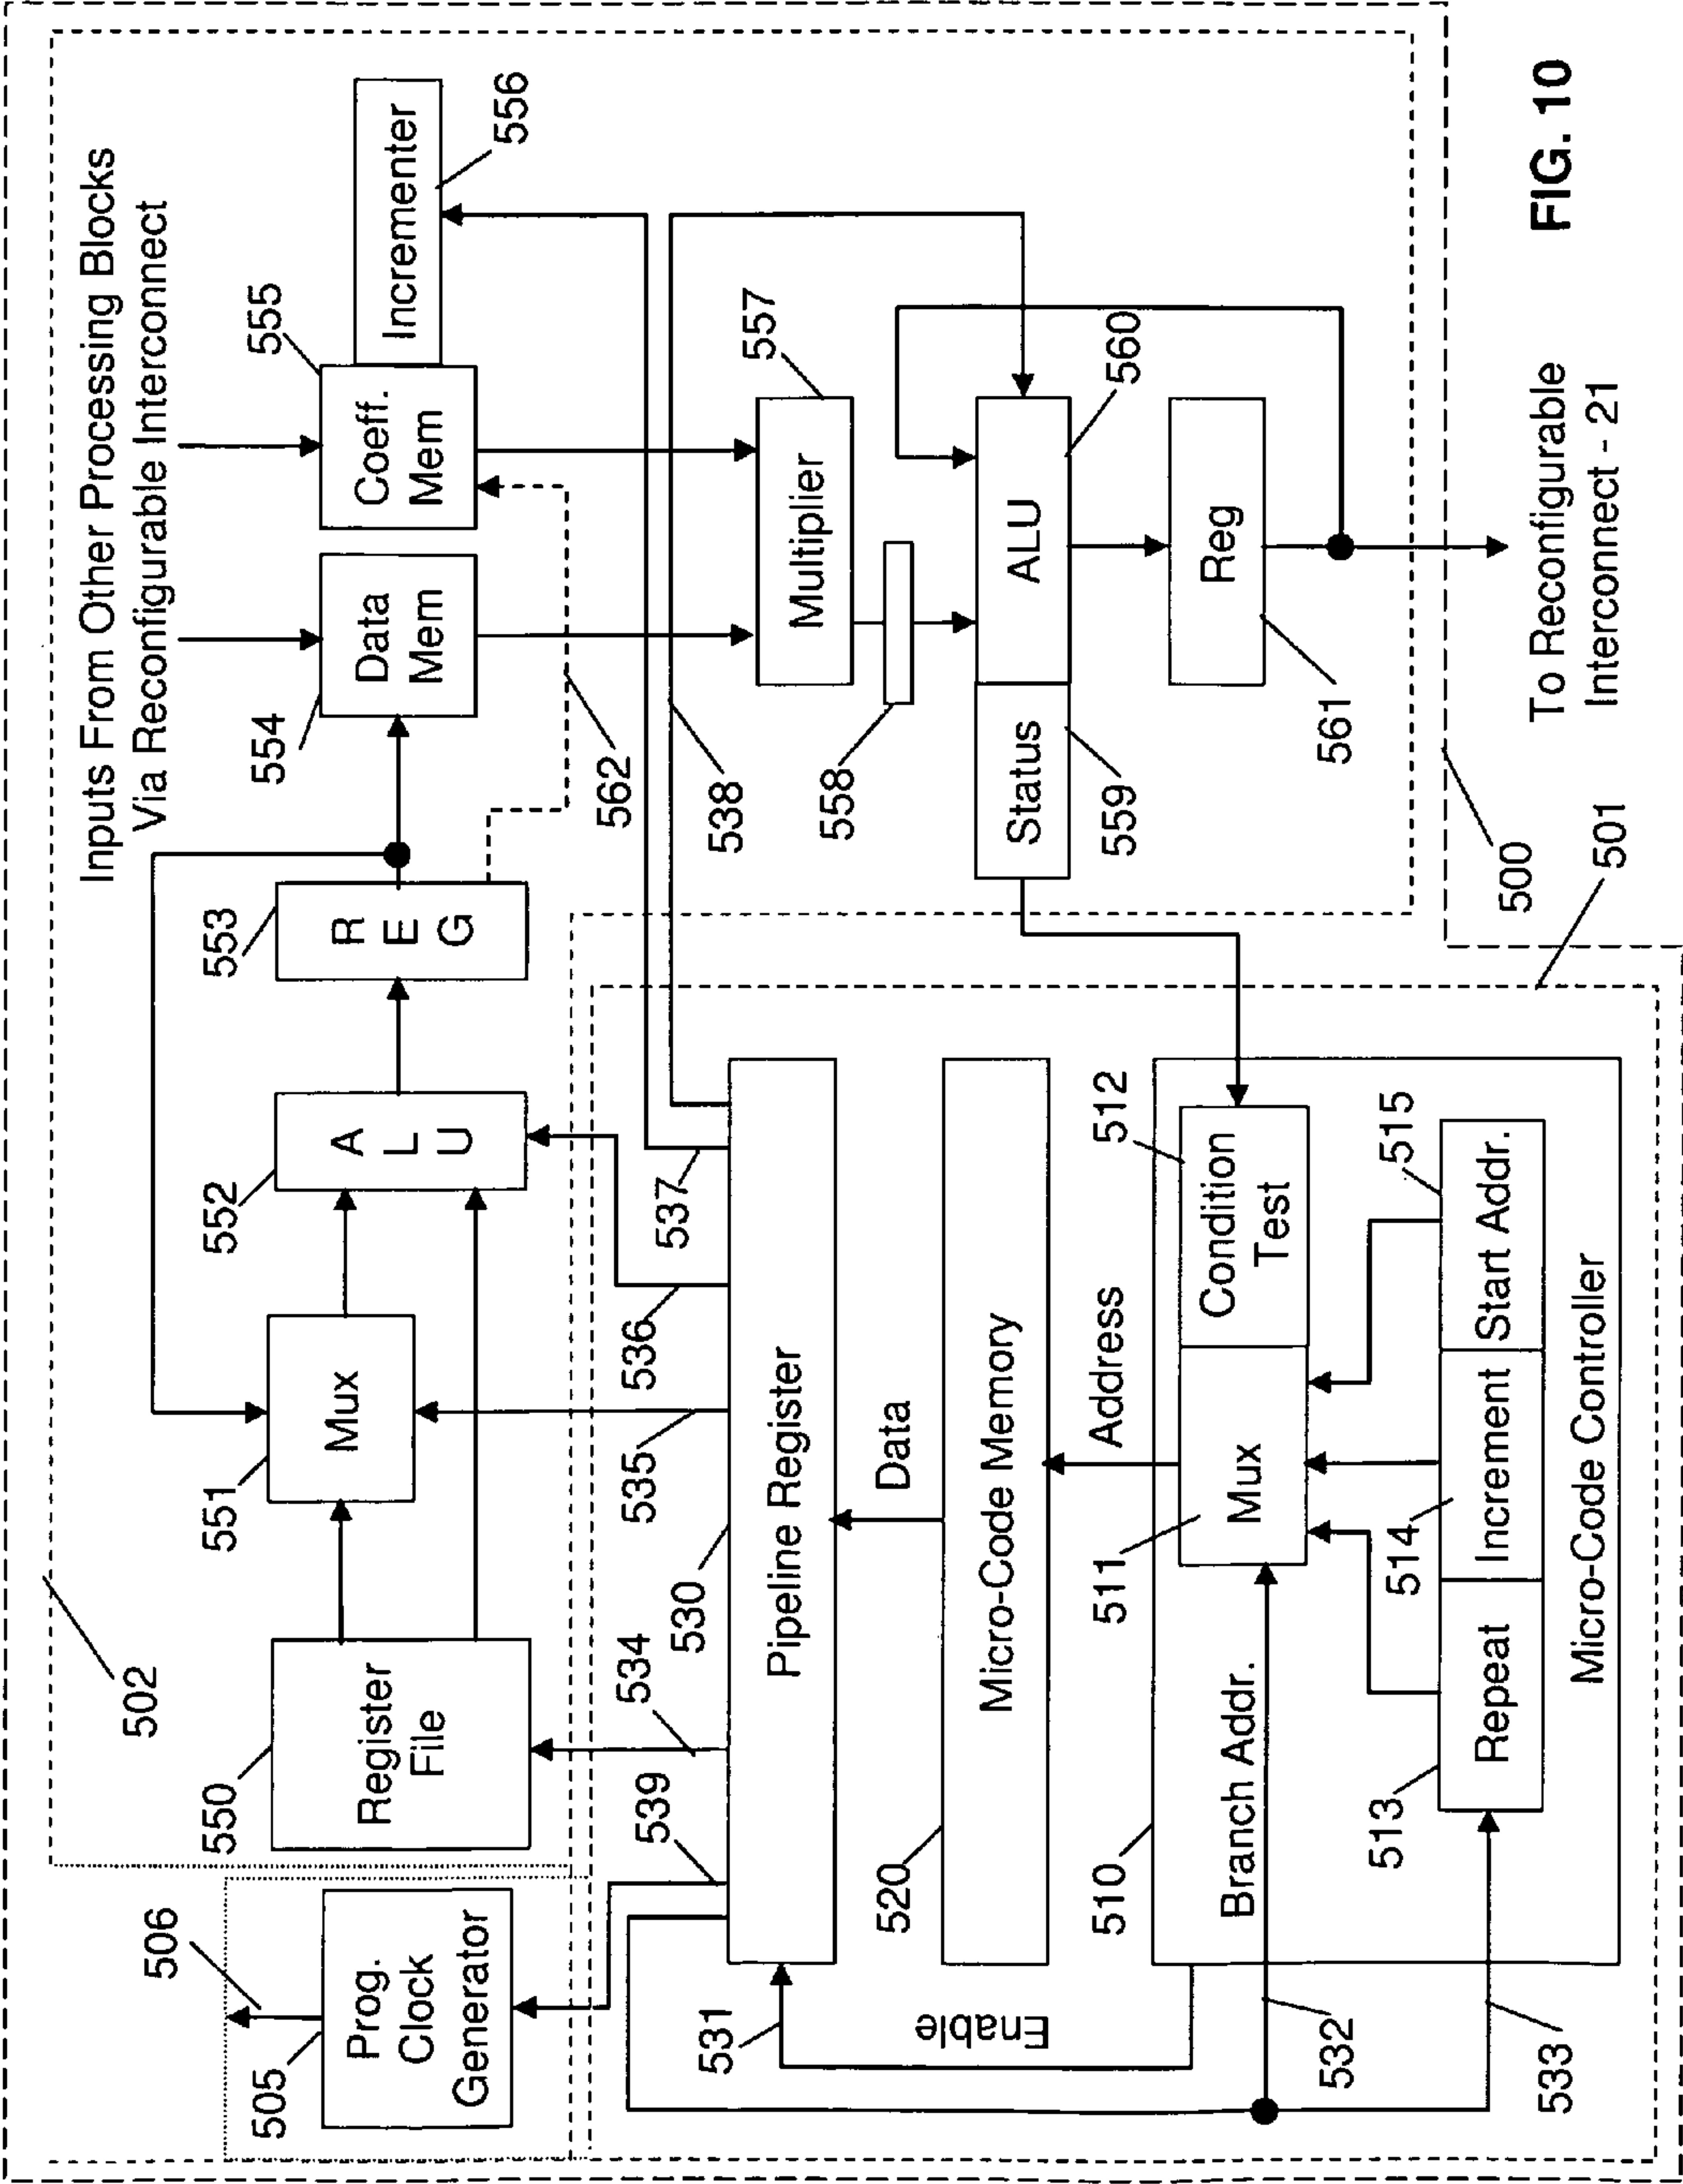 Inputs From Other Processing Blocks
Via Reconfigurable Interconnect
502
506
505
Prog.
Clock
Generator
550
Register
File
551
Mux
552
A
L
U
553
R
E
G
554
Data
Mem
555
Coeff.
Mem
Incrementer
556
562
539
534
535
536
537
538
530
Pipeline Register
531
Enable
Data
520
Micro-Code Memory
Address
510
Branch Addr.
511
Mux
512
Condition
Test
513
Repeat
514
Increment
515
Start Addr.
Micro-Code Controller
532
533
557
Multiplier
558
Status
559
ALU
560
Reg
561
500
501
To Reconfigurable
Interconnect - 21
FIG. 10